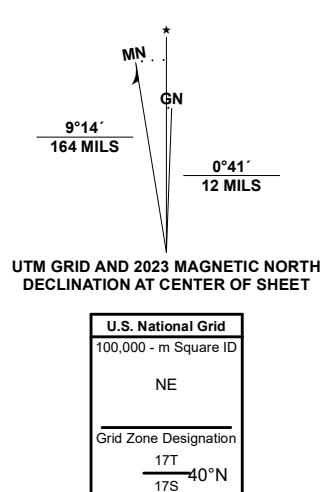 ★
MN
GN
9°14´
164 MILS
0°41´
12 MILS
UTM GRID AND 2023 MAGNETIC NORTH
DECLINATION AT CENTER OF SHEET
U.S. National Grid
100,000 - m Square ID
NE
Grid Zone Designation
17T
40°N
17S